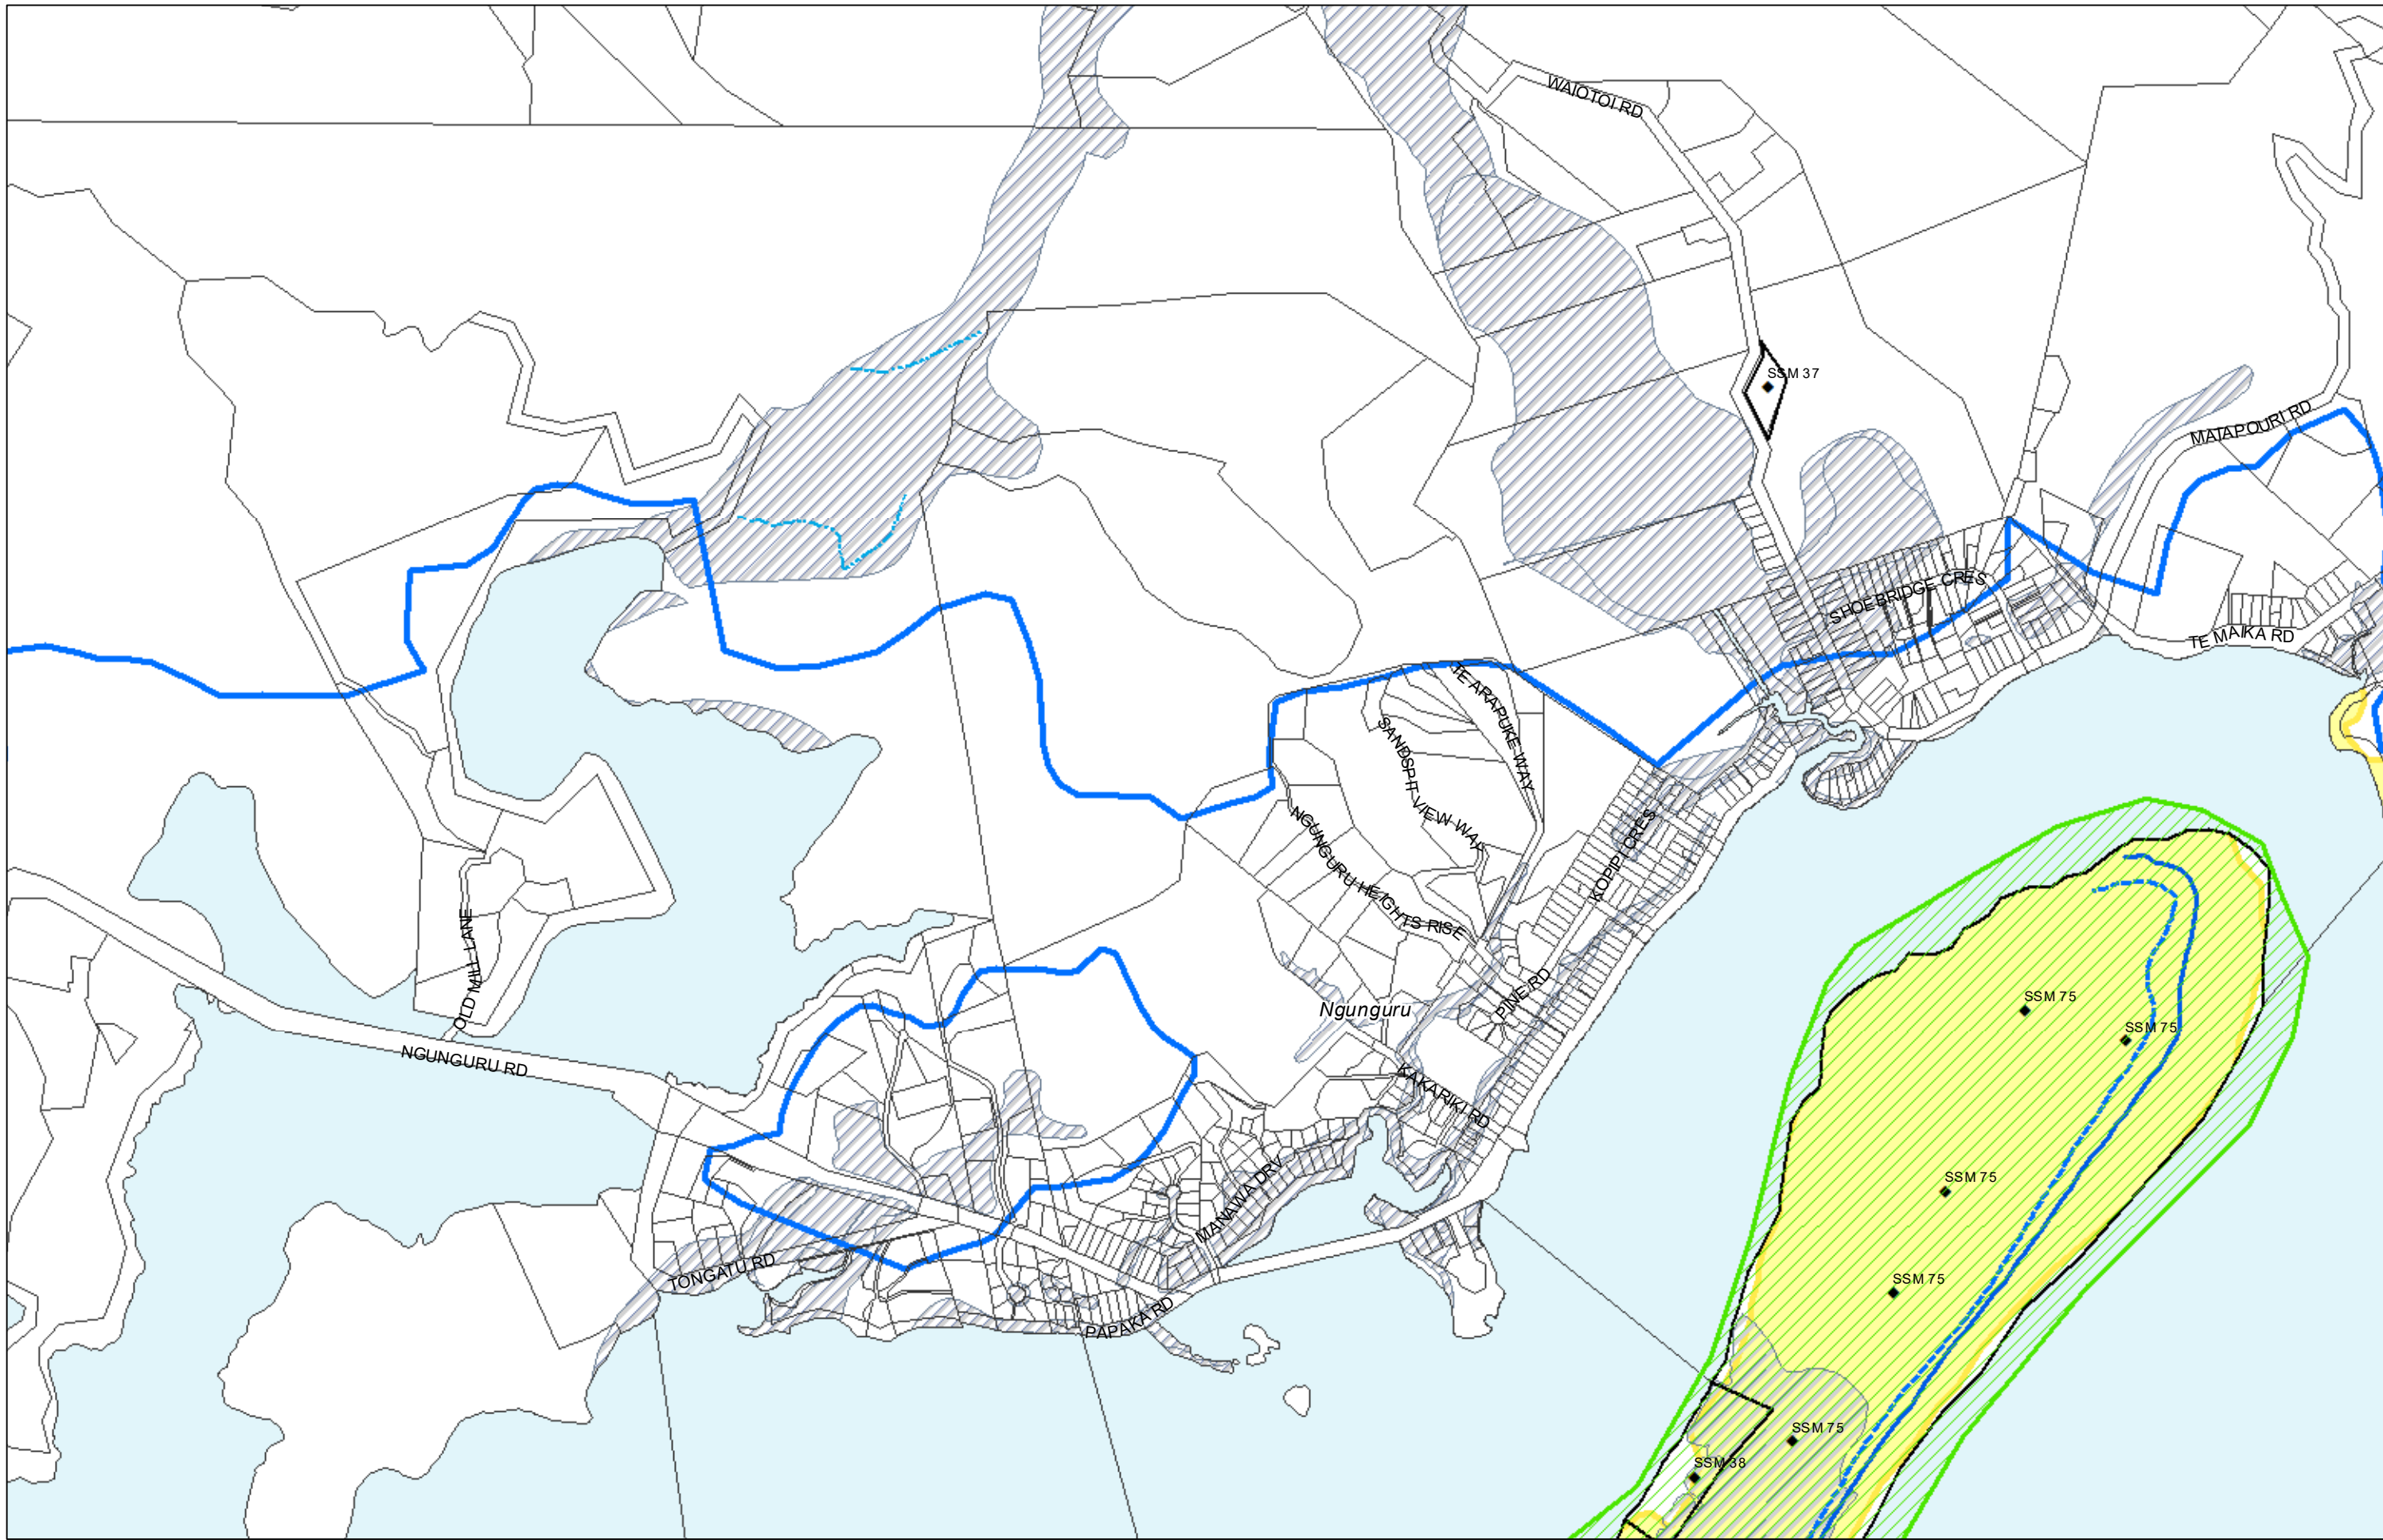 WAIOTOI RD
SSM 37
MATAPOURI RD
SHOEBRIDGE CRES
TE MAIKA RD
TE ARAPUKE WAY
SANDSPIT VIEW WAY
NGUNGURU HEIGHTS RISE
KOPIPI CRES
OLD MILL LANE
PINE RD
Ngunguru
SSM 75
SSM 75
NGUNGURU RD
KAKARIKI RD
MANAWA DRV
SSM 75
TONGATU RD
SSM 75
PAPAKA RD
SSM 75
SSM 38